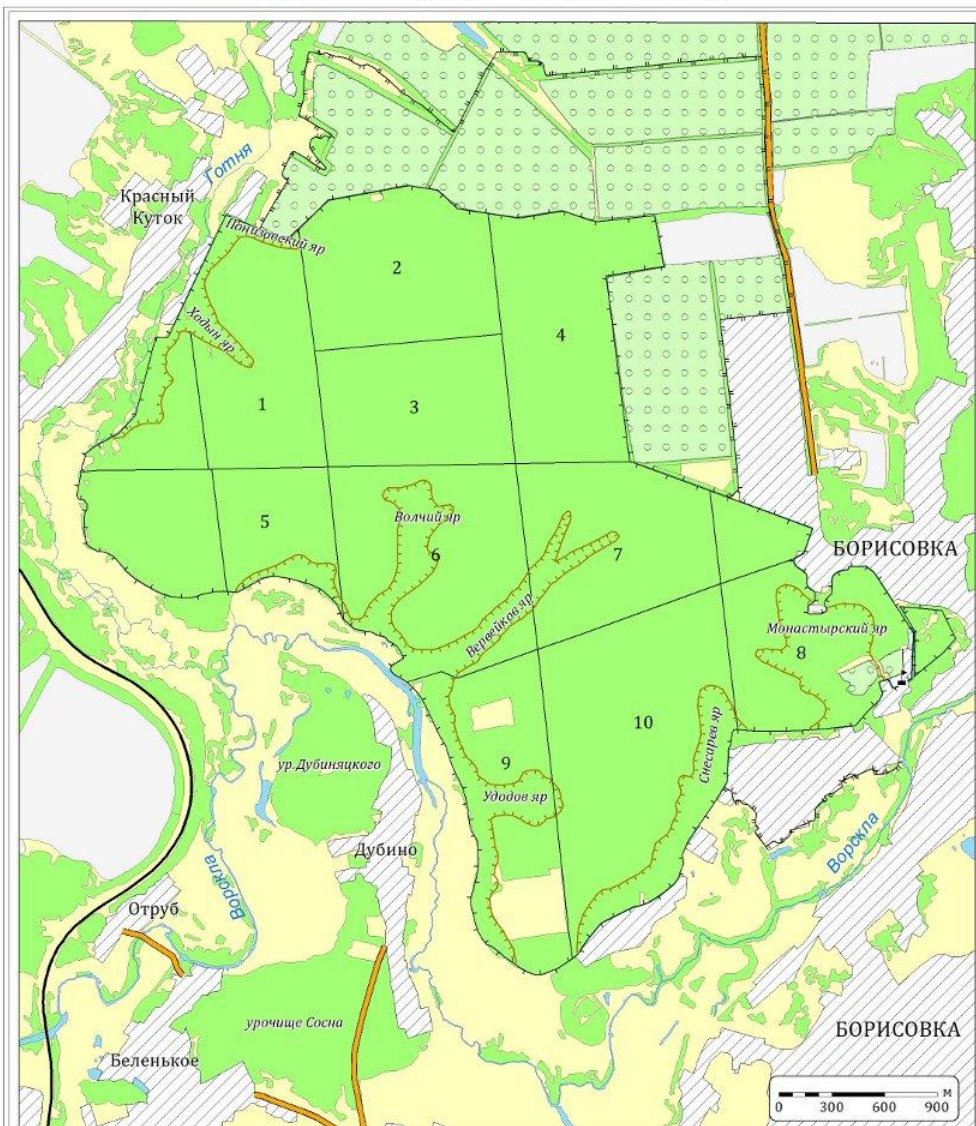 Готня
Красный
Куток
Понизовский яр
2
Ходын яр
4
1
3
Волчий яр
5
6
7
БОРИСОВКА
Вервейков яр
Монастырский яр
8
10
Снесарев яр
9
ур.Дубиняцкого
Удодов яр
Дубино
Ворскла
Ворскла
Отруб
урочище Сосна
БОРИСОВКА
Беленькое
м
0 300 600 900